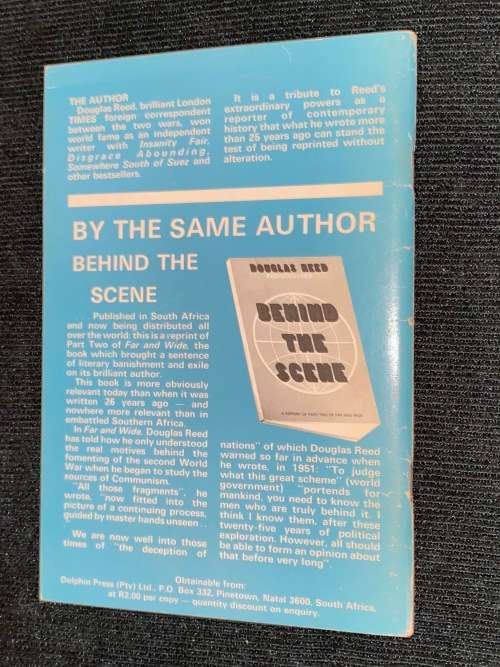 THE AUTHOR
Douglas Reed, brilliant London
TIMES foreign correspondent
between the two wars, won
world fame as an independent
writer with Insanity Fair,
Disgrace Abounding,
Somewhere South of Suez and
other bestsellers.
It is a tribute to Reed's
extraordinary powers as a
reporter of contemporary
history that what he wrote more
than 25 years ago can stand the
test of being reprinted without
alteration.
BY THE SAME AUTHOR
BEHIND THE
SCENE
Published in South Africa
and now being distributed all
over the world: this is a reprint of
Part Two of Far and Wide, the
book which brought a sentence
of literary banishment and exile
on its brilliant author.
This book is more obviously
relevant today than when it was
written 26 years ago — and
nowhere more relevant than in
embattled Southern Africa.
In Far and Wide, Douglas Reed
has told how he only understood
the real motives behind the
fomenting of the second World
War when he began to study the
sources of Communism.
"All those fragments", he
wrote, "now fitted into the
picture of a continuing process,
guided by master hands unseen . .
We are now well into those
times of "the deception of
DOUGLAS REED
BEHIND
THE
SCENE
A REPRINT OF PART TWO OF FAR AND WIDE
nations" of which Douglas Reed
warned so far in advance when
he wrote, in 1951: "To judge
what this great scheme" (world
government) "portends for
mankind, you need to know the
men who are truly behind it. I
think I know them, after these
twenty-five years of political
exploration. However, all should
be able to form an opinion about
that before very long"
Obtainable from:
Dolphin Press (Pty) Ltd., P.O. Box 332, Pinetown, Natal 3600, South Africa,
at R2,00 per copy — quantity discount on enquiry.